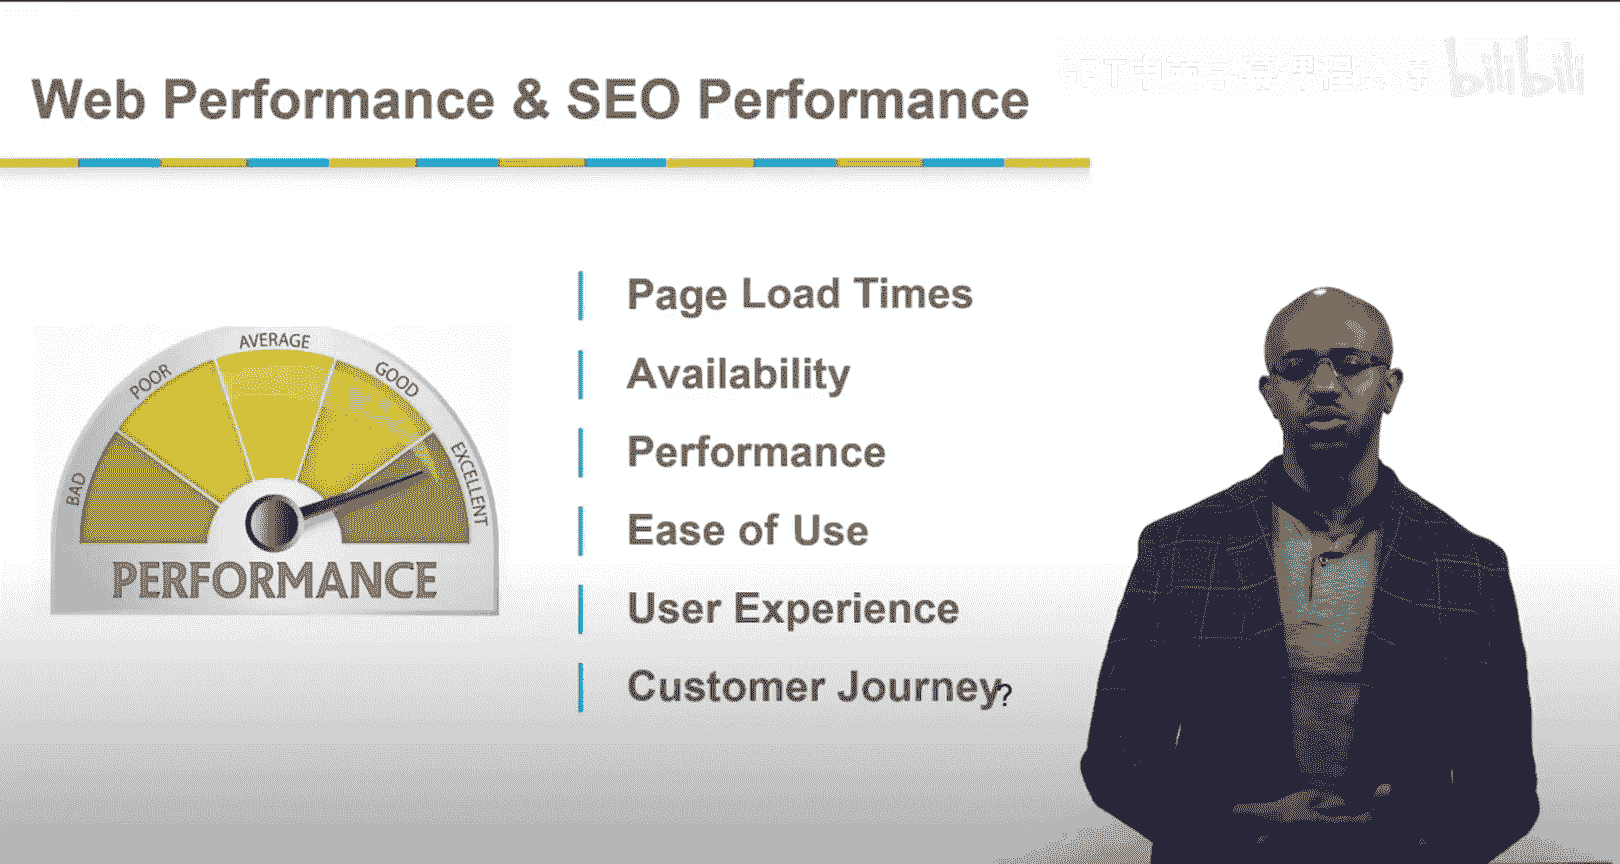 Web Performance & SEO Performance
bilibili
Page Load Times
Availability
Performance
Ease of Use
User Experience
Customer Journey?
BAD
POOR
AVERAGE
GOOD
EXCELLENT
PERFORMANCE